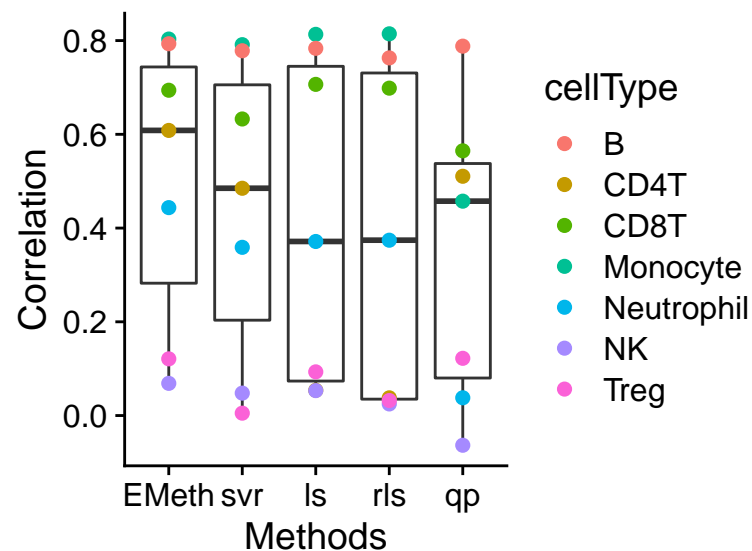 Correlation
0.8
0.6
0.4
0.2
0.0
EMeth svr ls rls qp
Methods
cellType
B
CD4T
CD8T
Monocyte
Neutrophil
NK
Treg